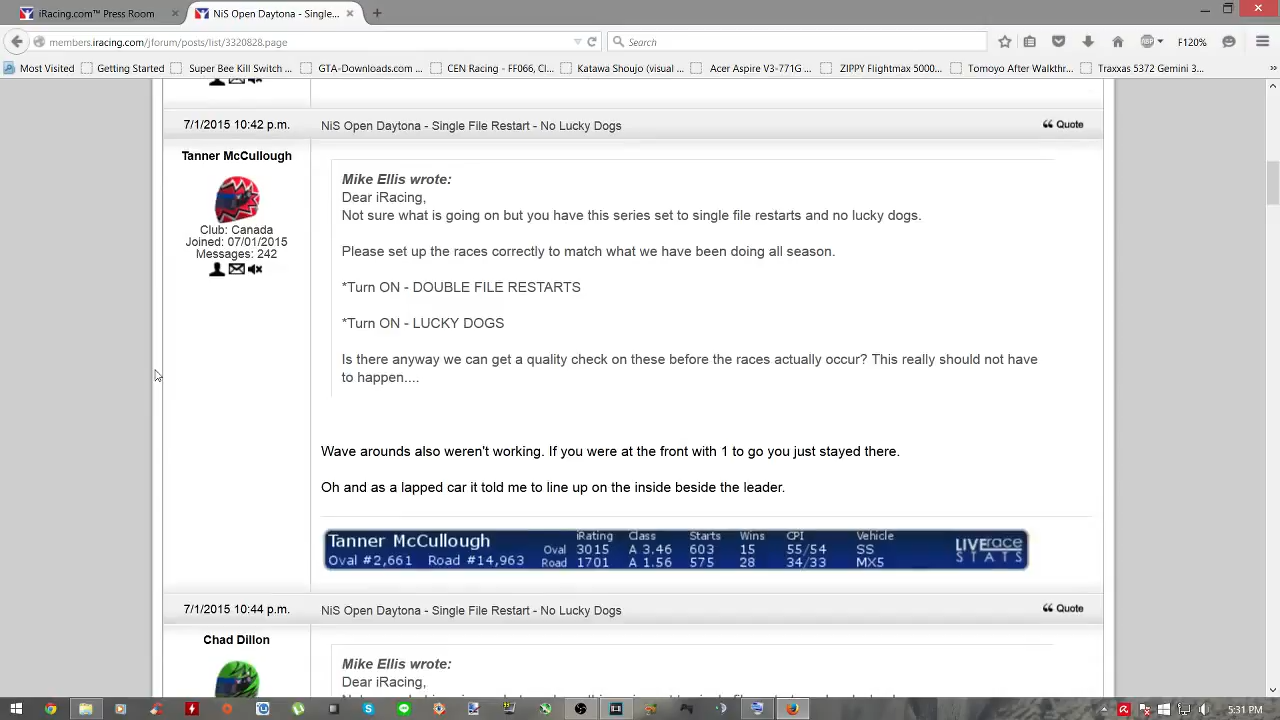 iRacing.com™ Press Room
NiS Open Daytona - Single...
members.iracing.com/jforum/posts/list/3320828.page
Search
F120%
Most Visited
Getting Started
Super Bee Kill Switch ...
GTA-Downloads.com ...
CEN Racing - FF066, Cl...
Katawa Shoujo (visual ...
Acer Aspire V3-771G ...
ZIPPY Flightmax 5000...
Tomoyo After Walkthr...
Traxxas 5372 Gemini 3...
7/1/2015 10:42 p.m.
NiS Open Daytona - Single File Restart - No Lucky Dogs
Quote
Tanner McCullough
Club: Canada
Joined: 07/01/2015
Messages: 242
Mike Ellis wrote:
Dear iRacing,
Not sure what is going on but you have this series set to single file restarts and no lucky dogs.
Please set up the races correctly to match what we have been doing all season.
*Turn ON - DOUBLE FILE RESTARTS
*Turn ON - LUCKY DOGS
Is there anyway we can get a quality check on these before the races actually occur? This really should not have
to happen....
Wave arounds also weren't working. If you were at the front with 1 to go you just stayed there.
Oh and as a lapped car it told me to line up on the inside beside the leader.
Tanner McCullough
Oval #2,661 Road #14,963
iRating Class Starts Wins CPI Vehicle
Oval 3015 A 3.46 603 15 55/54 SS
Road 1701 A 1.56 575 28 34/33 MX5
LIVErace
STATS
7/1/2015 10:44 p.m.
NiS Open Daytona - Single File Restart - No Lucky Dogs
Quote
Chad Dillon
Mike Ellis wrote:
Dear iRacing,
5:31 PM